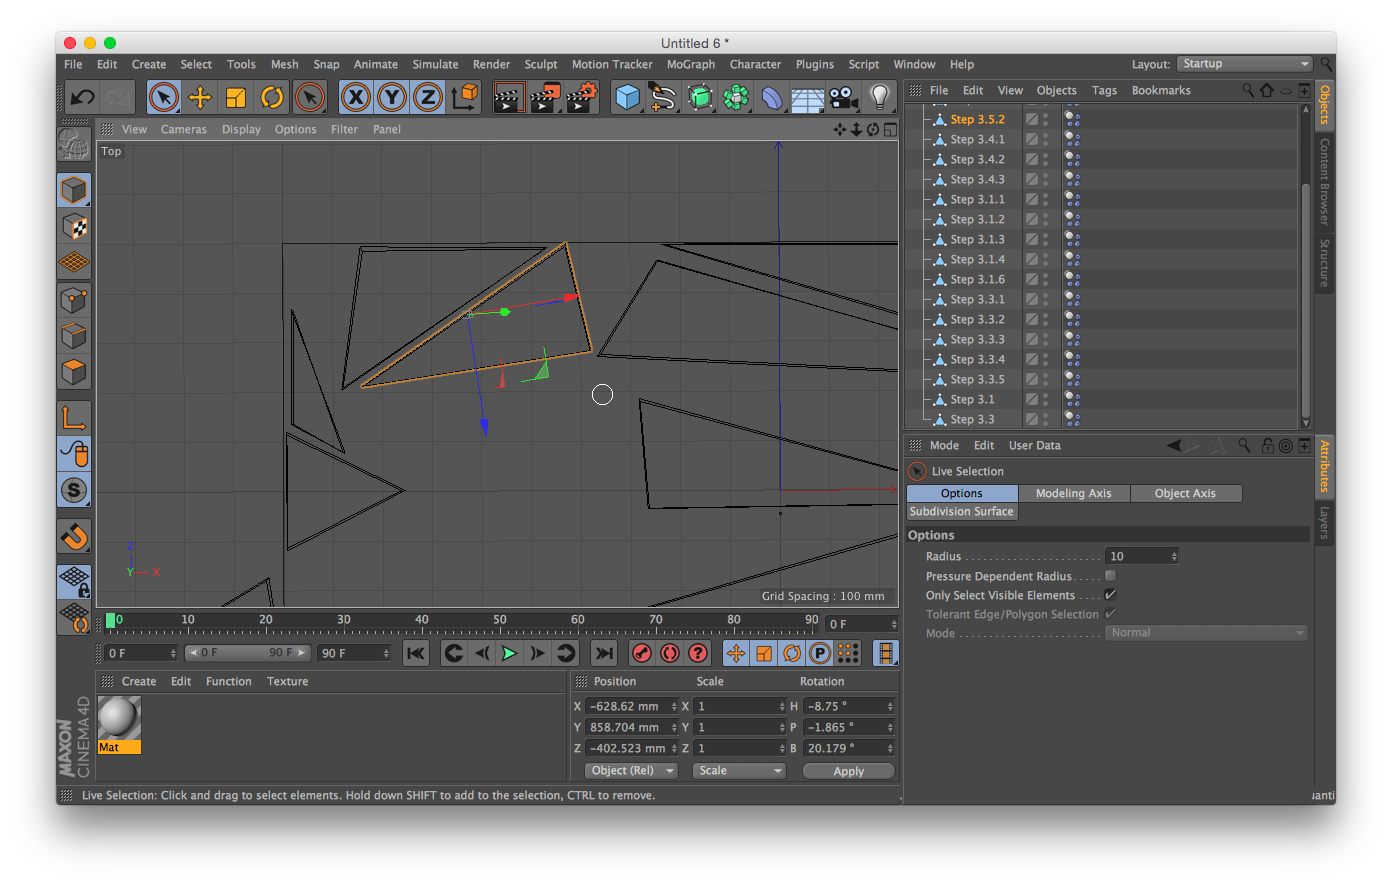 Untitled 6 *
File Edit Create Select Tools Mesh Snap Animate Simulate Render Sculpt Motion Tracker MoGraph Character Plugins Script Window Help Layout: Startup
X Y Z
File Edit View Objects Tags Bookmarks
View Cameras Display Options Filter Panel
Top
Step 3.5.2
Step 3.4.1
Step 3.4.2
Step 3.4.3
Step 3.1.1
Step 3.1.2
Step 3.1.3
Step 3.1.4
Step 3.1.6
Step 3.3.1
Step 3.3.2
Step 3.3.3
Step 3.3.4
Step 3.3.5
Step 3.1
Step 3.3
Objects
Content Browser
Structure
Z
Y X
Grid Spacing : 100 mm
S
Mode Edit User Data
Live Selection
Options Modeling Axis Object Axis
Subdivision Surface
Options
Radius 10
Pressure Dependent Radius
Only Select Visible Elements
Tolerant Edge/Polygon Selection
Mode Normal
Attributes
Layers
0 10 20 30 40 50 60 70 80 90 0 F
0 F 0 F 90 F 90 F ? P
Create Edit Function Texture
Mat
MAXON
CINEMA 4D
Position Scale Rotation
X -628.62 mm X 1 H -8.75 °
Y 858.704 mm Y 1 P -1.865 °
Z -402.523 mm Z 1 B 20.179 °
Object (Rel) Scale Apply
Live Selection: Click and drag to select elements. Hold down SHIFT to add to the selection, CTRL to remove.
uanti